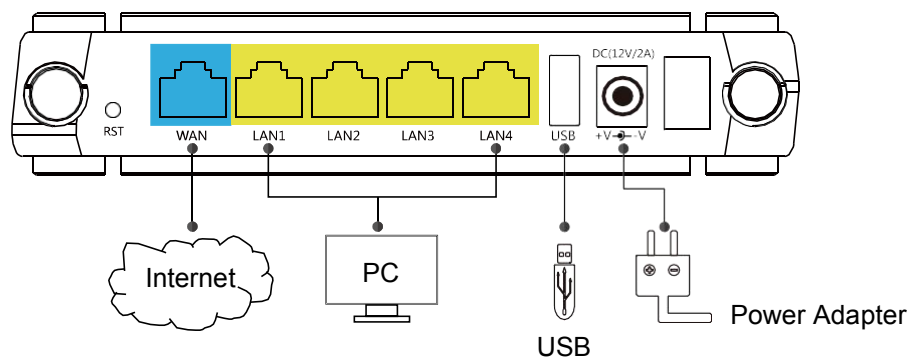 DC(12V/2A)
RST
WAN
LAN1
LAN2
LAN3
LAN4
USB
+V -V
Internet
PC
USB
Power Adapter